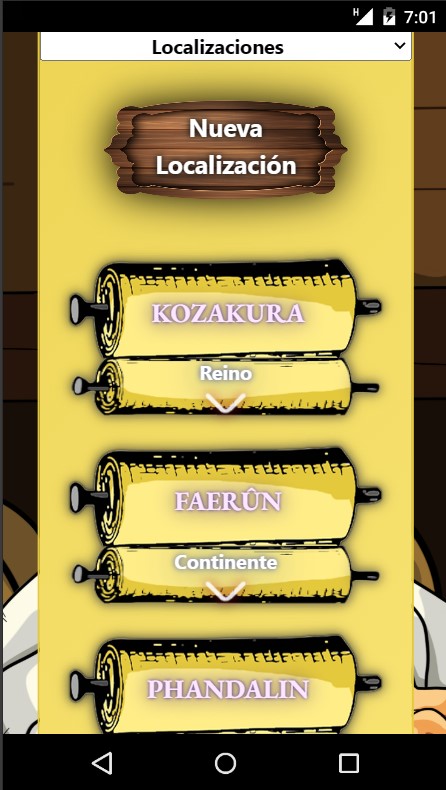 H 7:01
Localizaciones
Nueva
Localización
KOZAKURA
Reino
FAERÛN
Continente
PHANDALIN